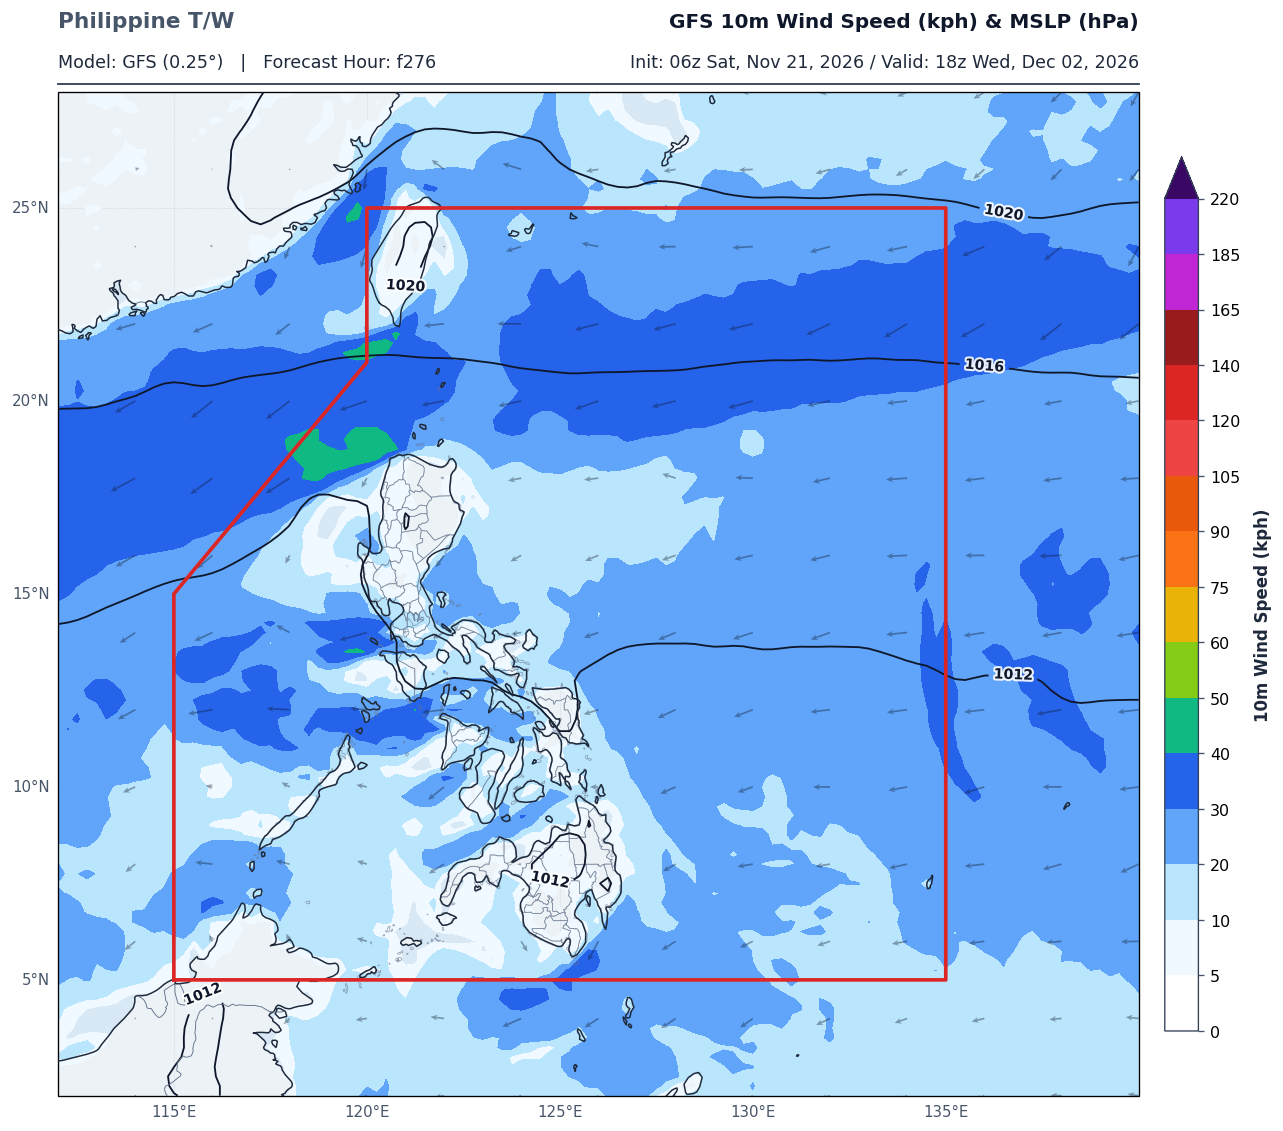 Philippine T/W
GFS 10m Wind Speed (kph) & MSLP (hPa)
Model: GFS (0.25°) | Forecast Hour: f276
Init: 06z Sat, Nov 21, 2026 / Valid: 18z Wed, Dec 02, 2026
25°N
20°N
15°N
10°N
5°N
115°E
120°E
125°E
130°E
135°E
1020
1020
1016
1012
1012
1012
220
185
165
140
120
105
90
75
60
50
40
30
20
10
5
0
10m Wind Speed (kph)